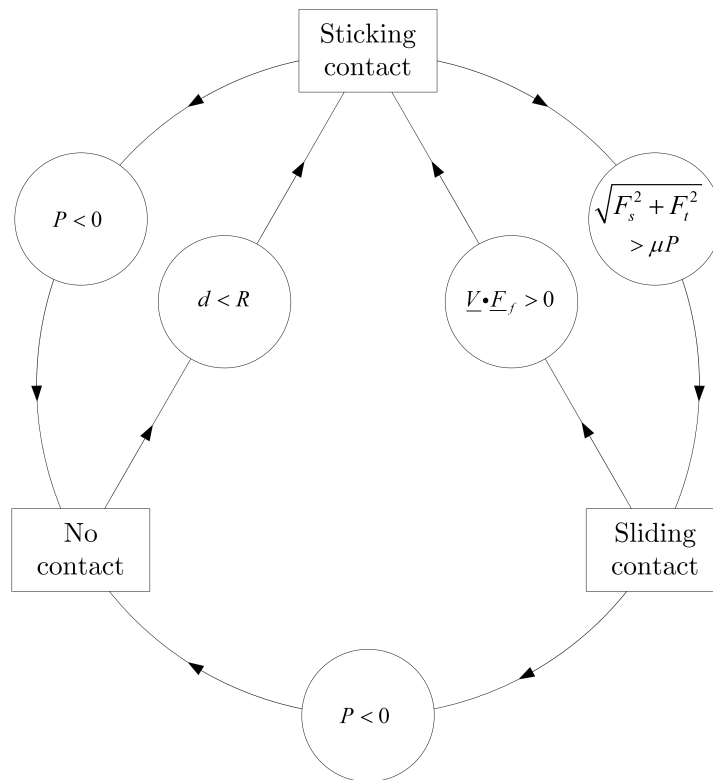 Sticking
contact
P < 0
√(F_s^2 + F_t^2)
> μP
d < R
V•F_f > 0
No
contact
Sliding
contact
P < 0